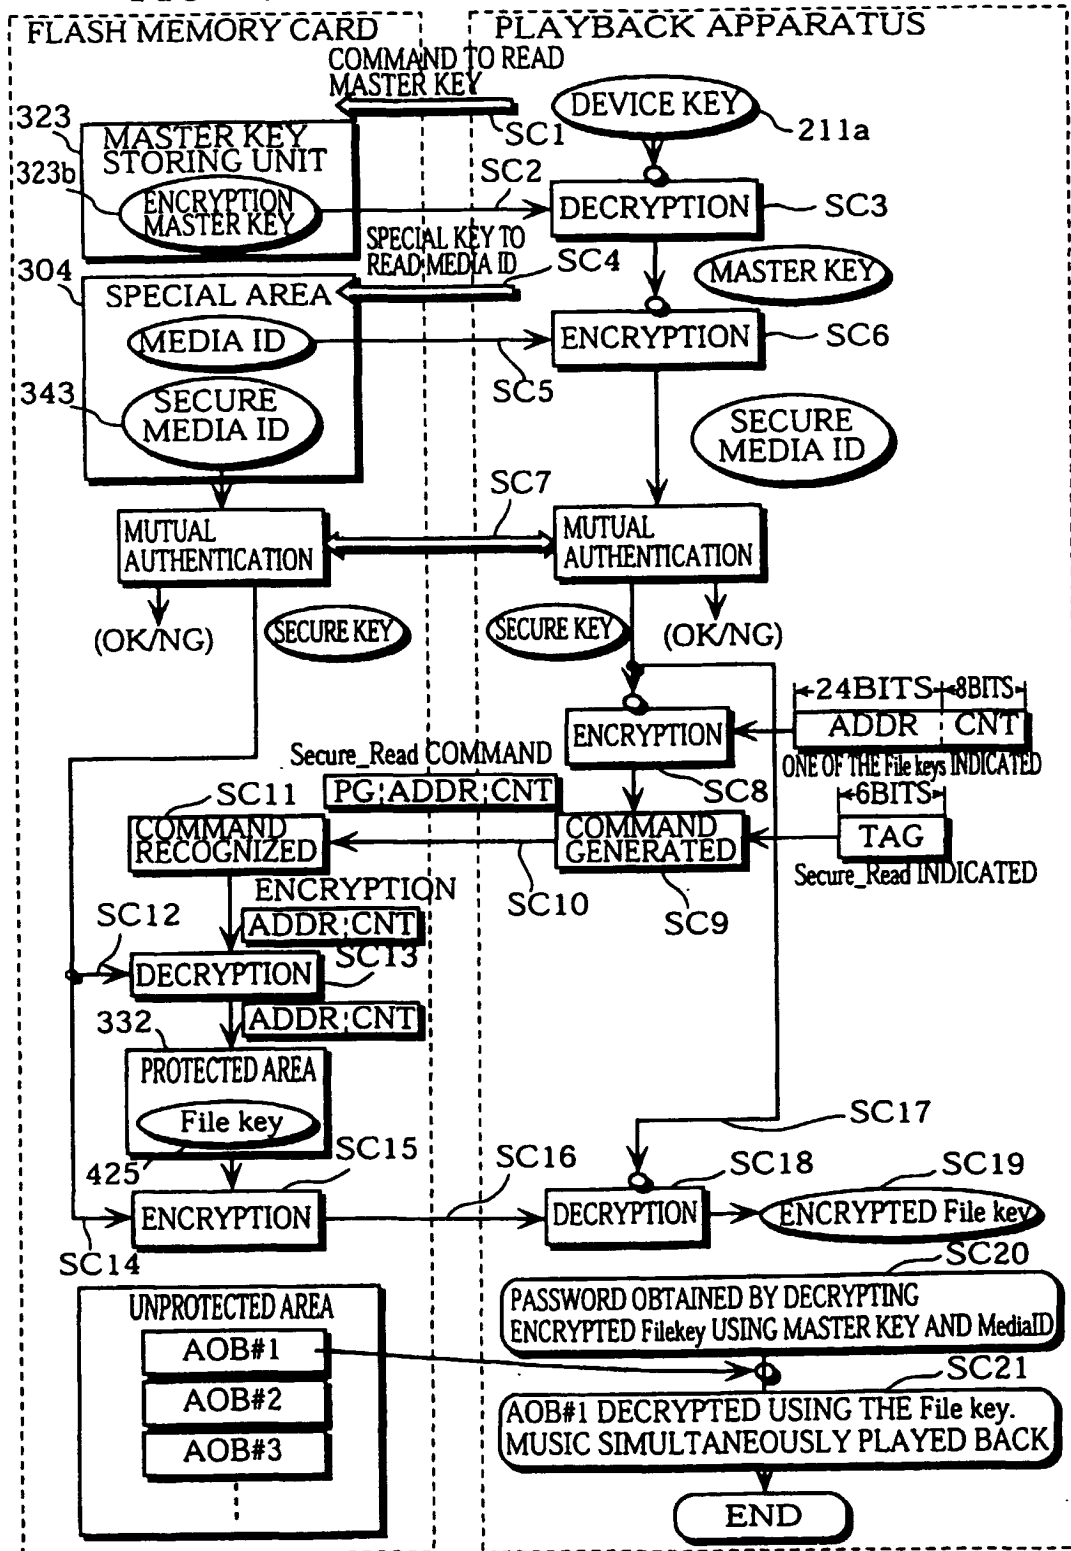 FLASH MEMORY CARD
PLAYBACK APPARATUS
COMMAND TO READ
MASTER KEY
SC1
DEVICE KEY
211a
323
MASTER KEY
STORING UNIT
323b
ENCRYPTION
MASTER KEY
SC2
DECRYPTION
SC3
SPECIAL KEY TO
READ MEDIA ID
SC4
MASTER KEY
304
SPECIAL AREA
MEDIA ID
SC5
ENCRYPTION
SC6
343
SECURE
MEDIA ID
SECURE
MEDIA ID
SC7
MUTUAL
AUTHENTICATION
MUTUAL
AUTHENTICATION
(OK/NG)
SECURE KEY
SECURE KEY
(OK/NG)
24BITS
8BITS
ADDR
CNT
ONE OF THE File keys INDICATED
ENCRYPTION
SC8
Secure_Read COMMAND
PG ADDR CNT
6BITS
TAG
Secure_Read INDICATED
SC11
COMMAND
RECOGNIZED
SC10
COMMAND
GENERATED
SC9
ENCRYPTION
ADDR CNT
SC12
DECRYPTION
SC13
ADDR CNT
332
PROTECTED AREA
File key
425
SC15
SC16
SC17
SC18
SC19
ENCRYPTION
SC14
DECRYPTION
ENCRYPTED File key
SC20
PASSWORD OBTAINED BY DECRYPTING
ENCRYPTED Filekey USING MASTER KEY AND MediaID
UNPROTECTED AREA
AOB#1
AOB#2
AOB#3
SC21
AOB#1 DECRYPTED USING THE File key.
MUSIC SIMULTANEOUSLY PLAYED BACK
END